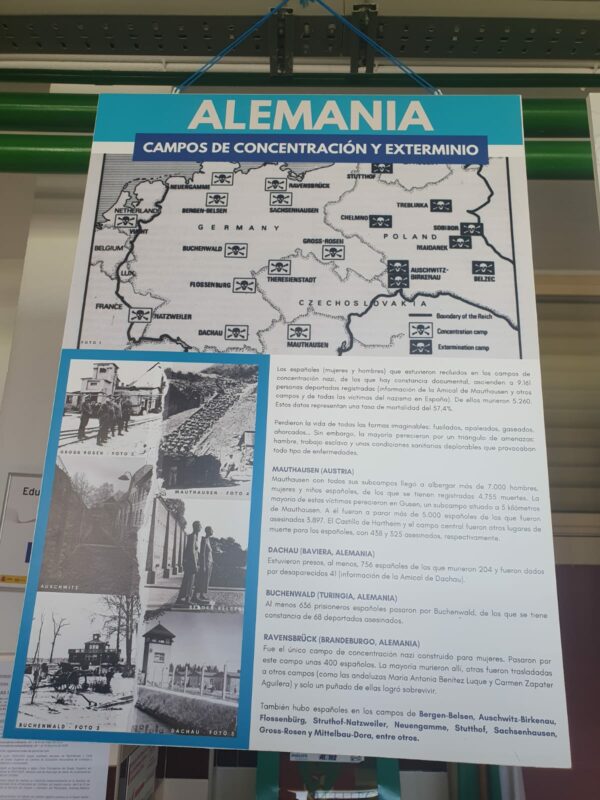 ALEMANIA
CAMPOS DE CONCENTRACIÓN Y EXTERMINIO
STUTTHOF
NEUENGAMME
RAVENSBRÜCK
BERGEN-BELSEN
SACHSENHAUSEN
TREBLINKA
NETHERLANDS
CHELMNO
SOBIBOR
VUGHT
GERMANY
POLAND
MAIDANEK
BELGIUM
BUCHENWALD
GROSS-ROSEN
LUX
THERESIENSTADT
AUSCHWITZ-
BIRKENAU
BELZEC
FLOSSENBURG
CZECHOSLOVAKIA
FRANCE
NATZWEILER
Boundary of the Reich
DACHAU
MAUTHAUSEN
Concentration camp
Extermination camp
FOTO 1
Los españoles (mujeres y hombres) que estuvieron recluidos en los campos de
concentración nazi, de los que hay constancia documental, ascienden a 9.161
personas deportadas registradas (información de la Amical de Mauthausen y otros
campos y de todas las víctimas del nazismo en España). De ellos murieron 5.260.
Estos datos representan una tasa de mortalidad del 57,4%.
Perdieron la vida de todas las formas imaginables: fusilados, apaleados, gaseados,
ahorcados... Sin embargo, la mayoría perecieron por un triángulo de amenazas:
hambre, trabajo esclavo y unas condiciones sanitarias deplorables que provocaban
todo tipo de enfermedades.
MAUTHAUSEN (AUSTRIA)
Mauthausen con todos sus subcampos llegó a albergar más de 7.000 hombres,
mujeres y niños españoles, de los que se tienen registradas 4.755 muertes. La
mayoría de estas víctimas perecieron en Gusen, un subcampo situado a 5 kilómetros
de Mauthausen. A él fueron a parar más de 5.000 españoles de los que fueron
asesinados 3.897. El Castillo de Hartheim y el campo central fueron otros lugares de
muerte para los españoles, con 438 y 325 asesinados, respectivamente.
DACHAU (BAVIERA, ALEMANIA)
Estuvieron presos, al menos, 756 españoles de los que murieron 204 y fueron dados
por desaparecidos 41 (información de la Amical de Dachau).
BUCHENWALD (TURINGIA, ALEMANIA)
Al menos 636 prisioneros españoles pasaron por Buchenwald, de los que se tiene
constancia de 68 deportados asesinados.
RAVENSBRÜCK (BRANDEBURGO, ALEMANIA)
Fue el único campo de concentración nazi construido para mujeres. Pasaron por
este campo unas 400 españolas. La mayoría murieron allí, otras fueron trasladadas
a otros campos (como las andaluzas María Antonia Benítez Luque y Carmen Zapater
Aguilera) y solo un puñado de ellas logró sobrevivir.
También hubo españoles en los campos de Bergen-Belsen, Auschwitz-Birkenau,
Flossenbürg, Struthof-Natzweiler, Neuengamme, Stutthof, Sachsenhausen,
Gross-Rosen y Mittelbau-Dora, entre otros.
GROSS ROSEN - FOTO 2
MAUTHAUSEN - FOTO 4
AUSCHWITZ
BUCHENWALD - FOTO 3
DACHAU - FOTO 5
Edu